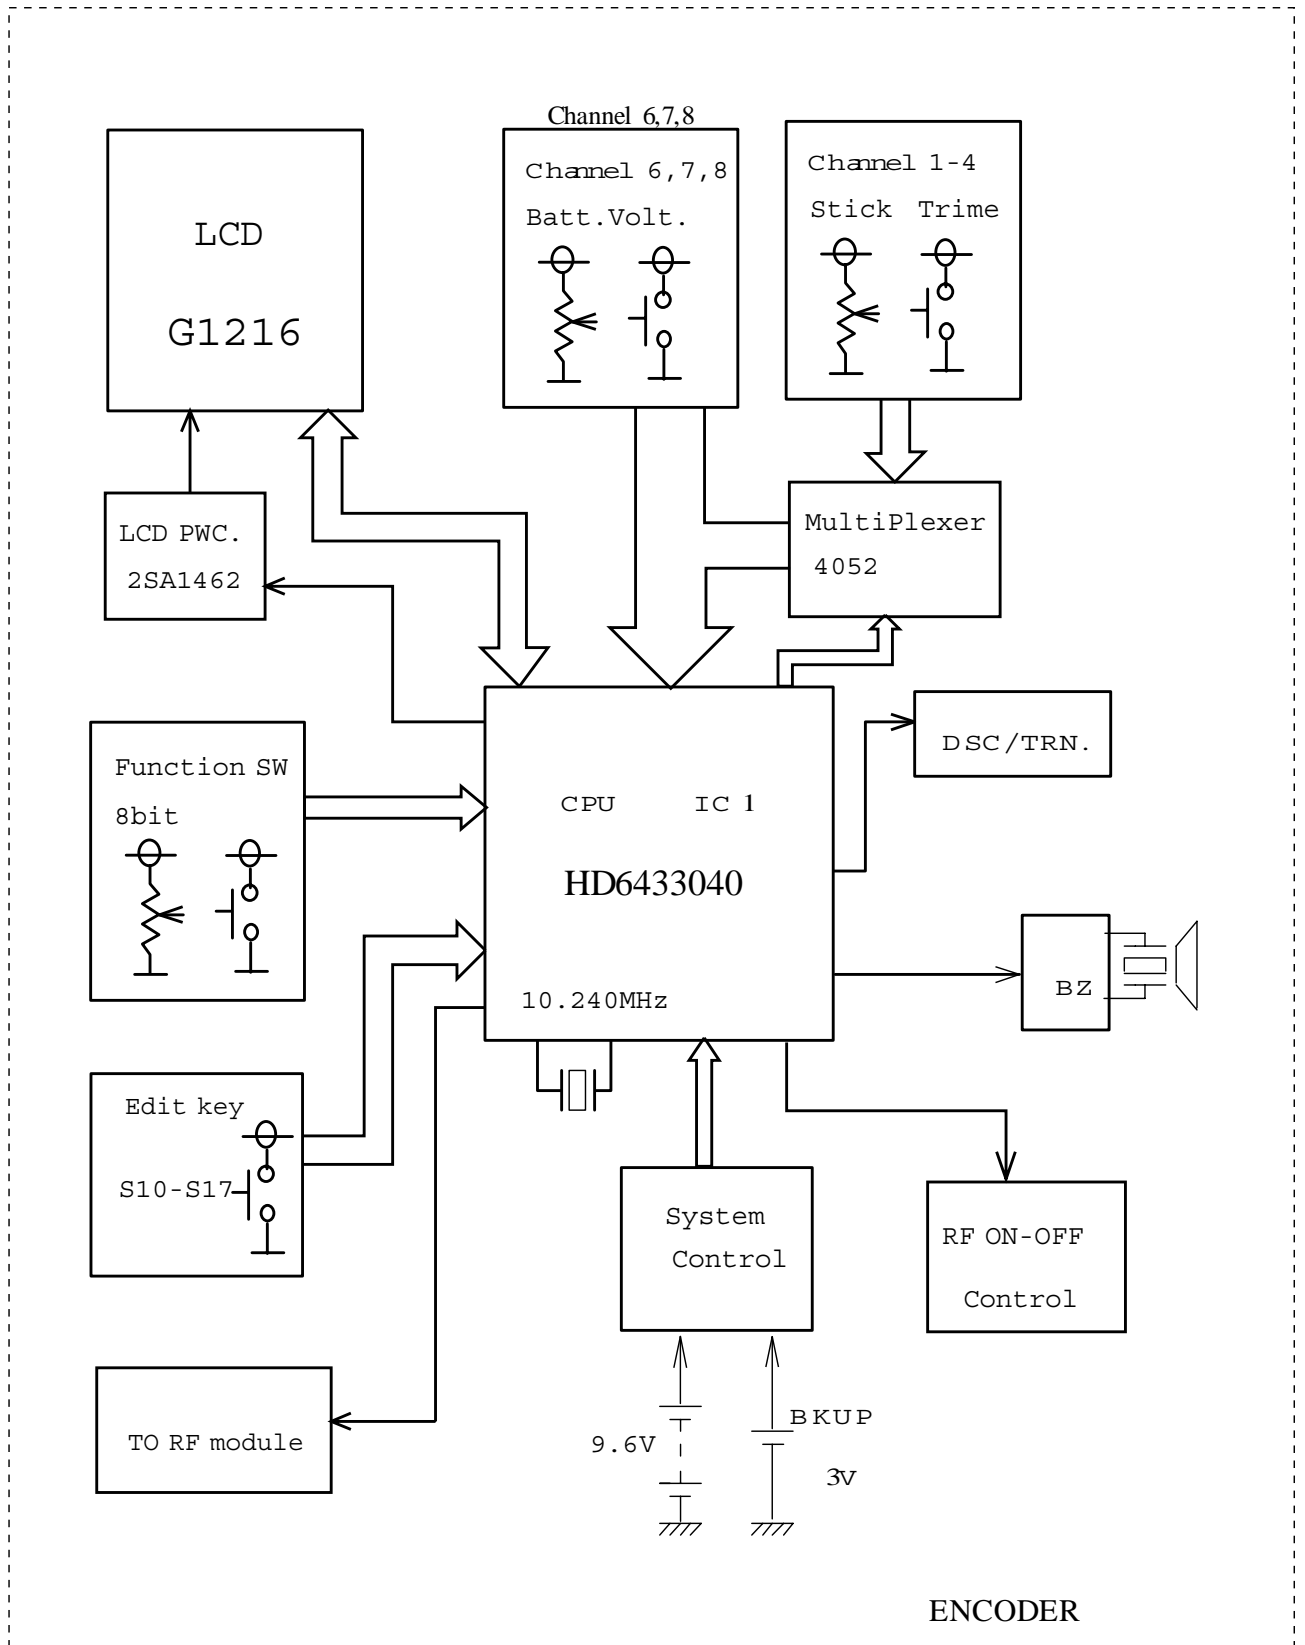 Channel 6,7,8
LCD
G1216
Channel 6,7,8
Batt.Volt.
Channel 1-4
Stick Trime
LCD PWC.
2SA1462
MultiPlexer
4052
Function SW
8bit
CPU IC 1
HD6433040
10.240MHz
DSC/TRN.
BZ
Edit key
S10-S17
System
Control
RF ON-OFF
Control
TO RF module
9.6V
BKUP
3V
ENCODER